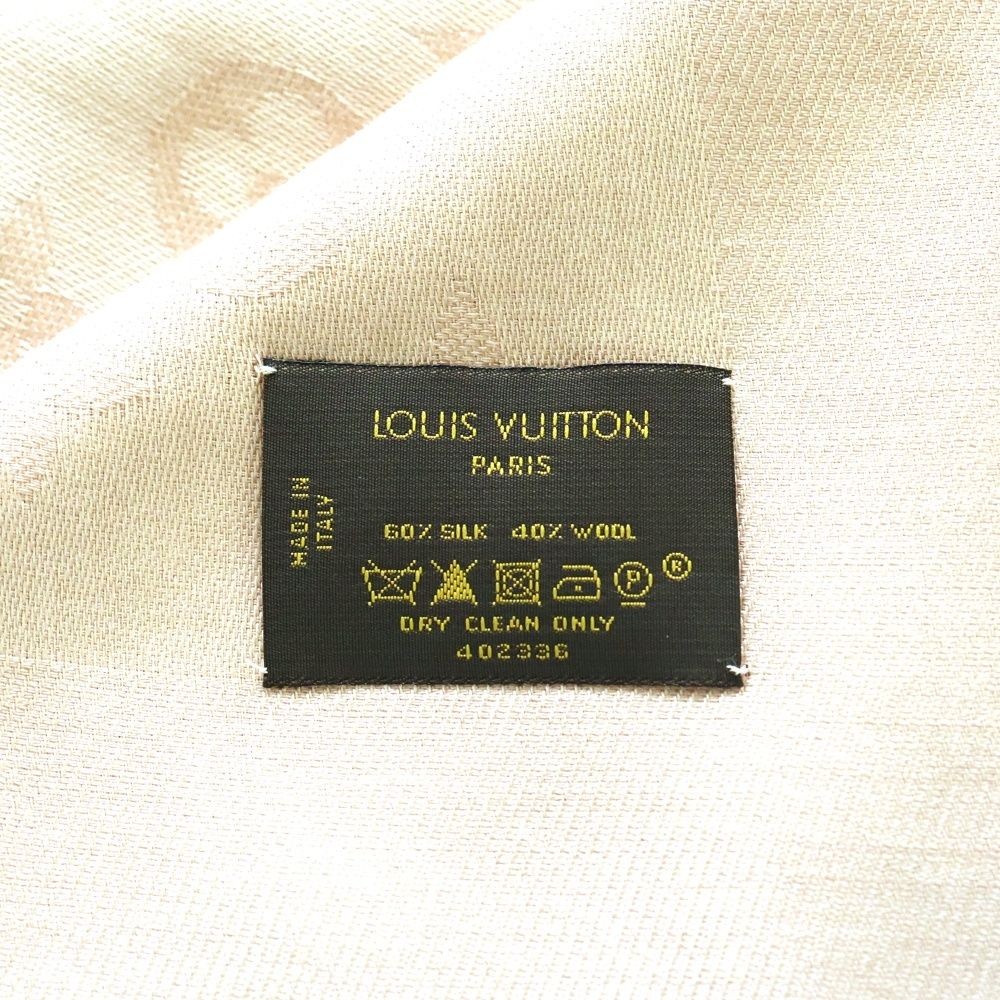 LOUIS VUITTON
PARIS
MADE IN
ITALY
60% SILK 40% WOOL
P ®
DRY CLEAN ONLY
402336